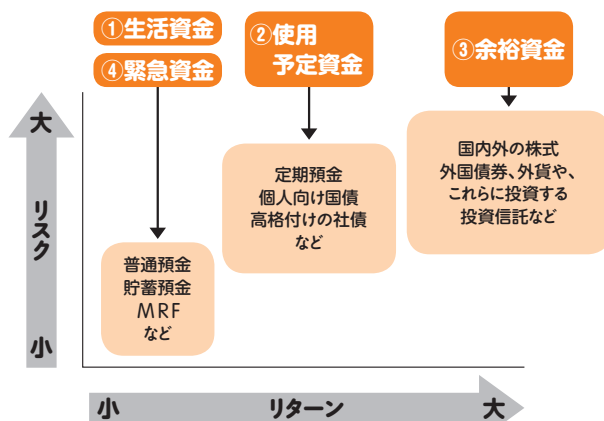 ①生活資金
④緊急資金
②使用
予定資金
③余裕資金
大
リスク
小
普通預金
貯蓄預金
MRF
など
定期預金
個人向け国債
高格付けの社債
など
国内外の株式
外国債券、外貨や、
これらに投資する
投資信託など
小
リターン
大